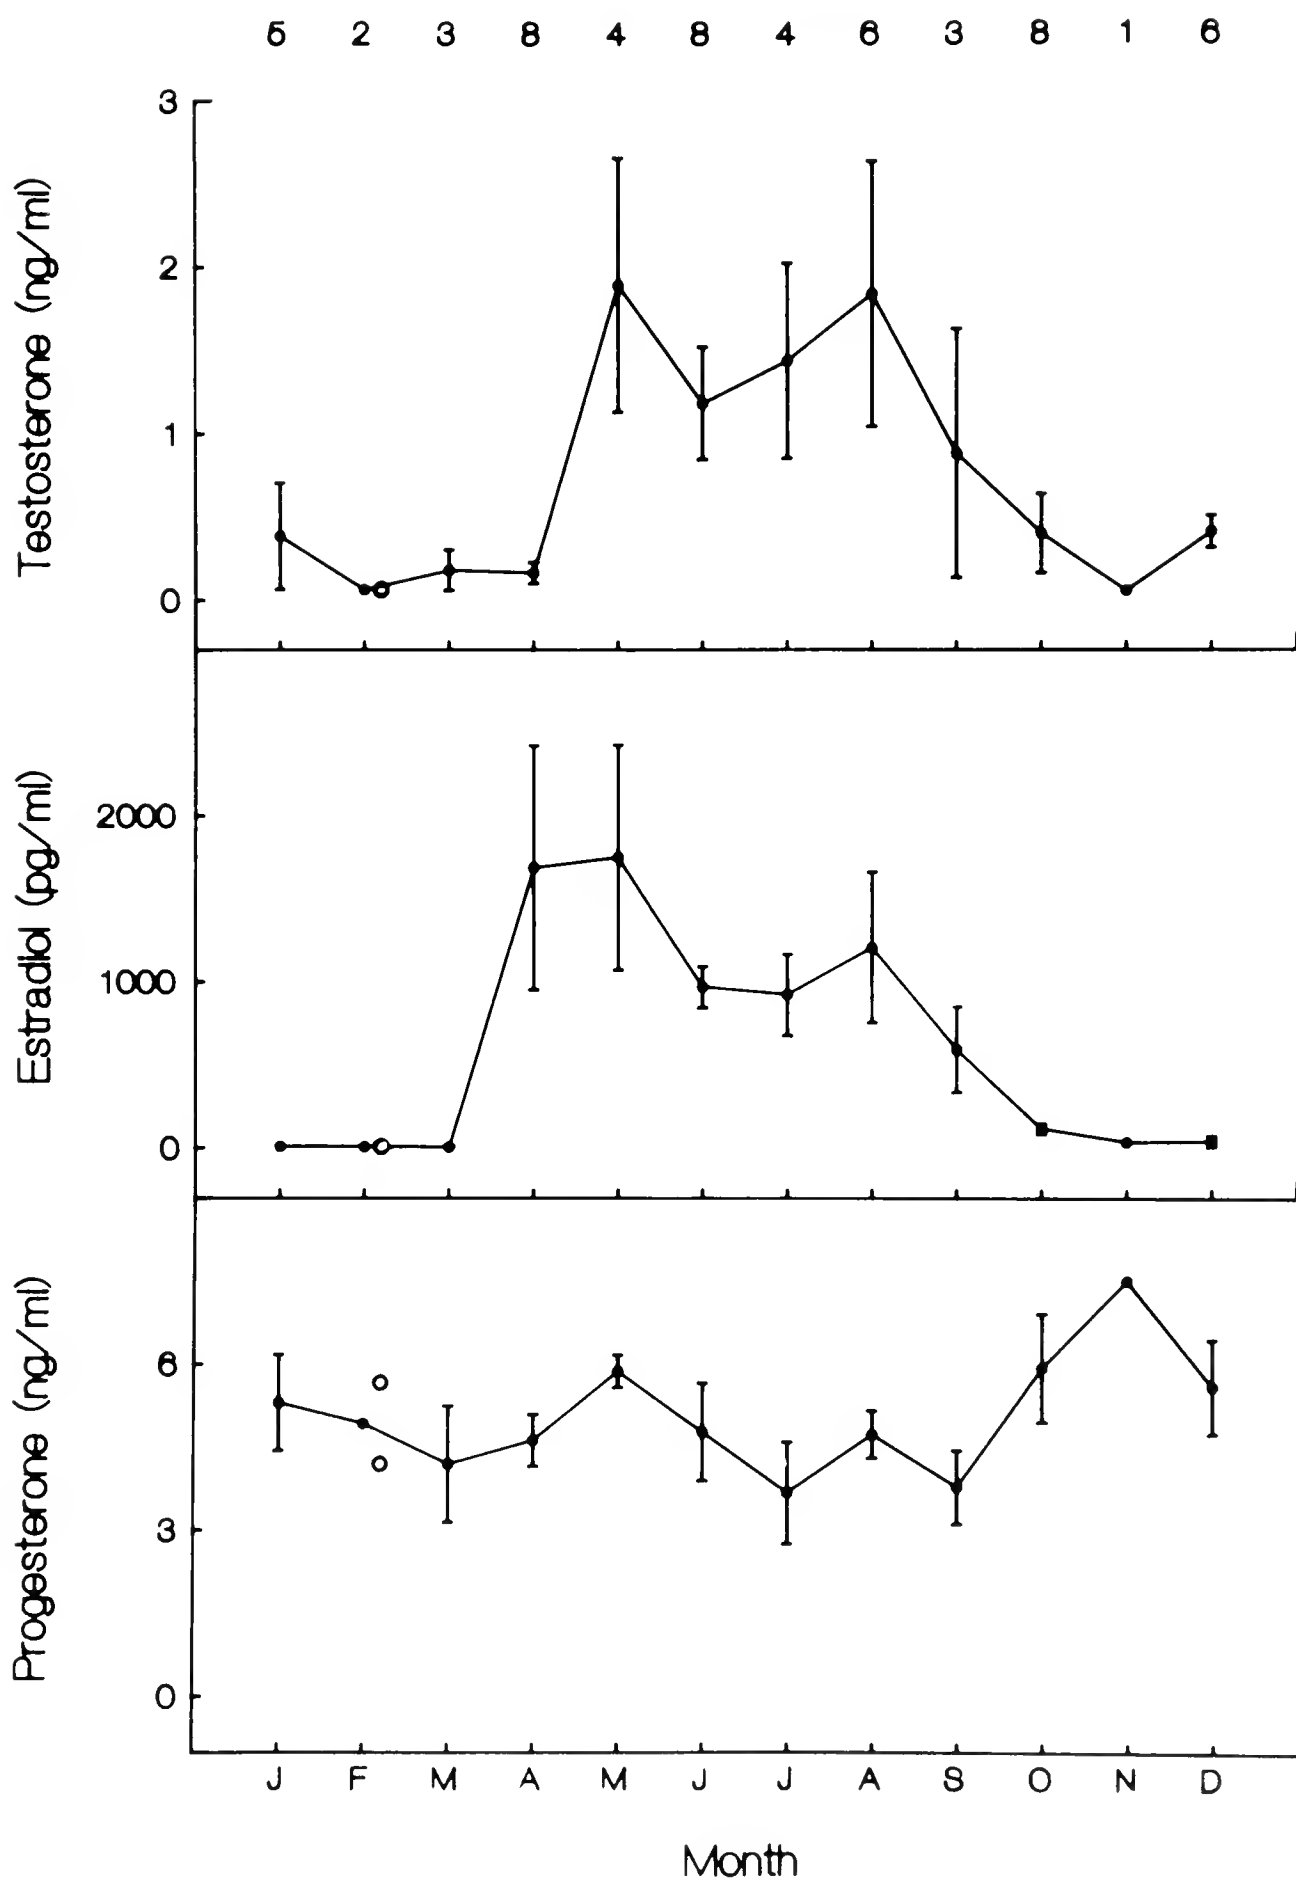 5 2 3 8 4 8 4 6 3 8 1 6
Testosterone (ng/ml)
3
2
1
0
Estradiol (pg/ml)
2000
1000
0
Progesterone (ng/ml)
6
3
0
J F M A M J J A S O N D
Month